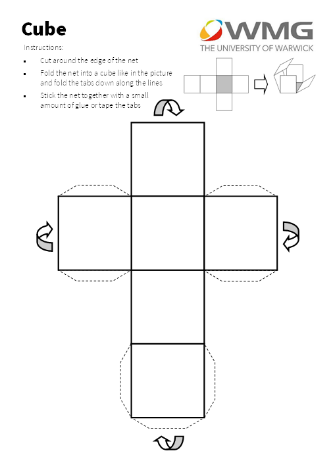 Cube
WMG
THE UNIVERSITY OF WARWICK
Instructions:
Cut around the edge of the net
Fold the net into a cube like in the picture
and fold the tabs down along the lines
Stick the net together with a small
amount of glue or tape the tabs